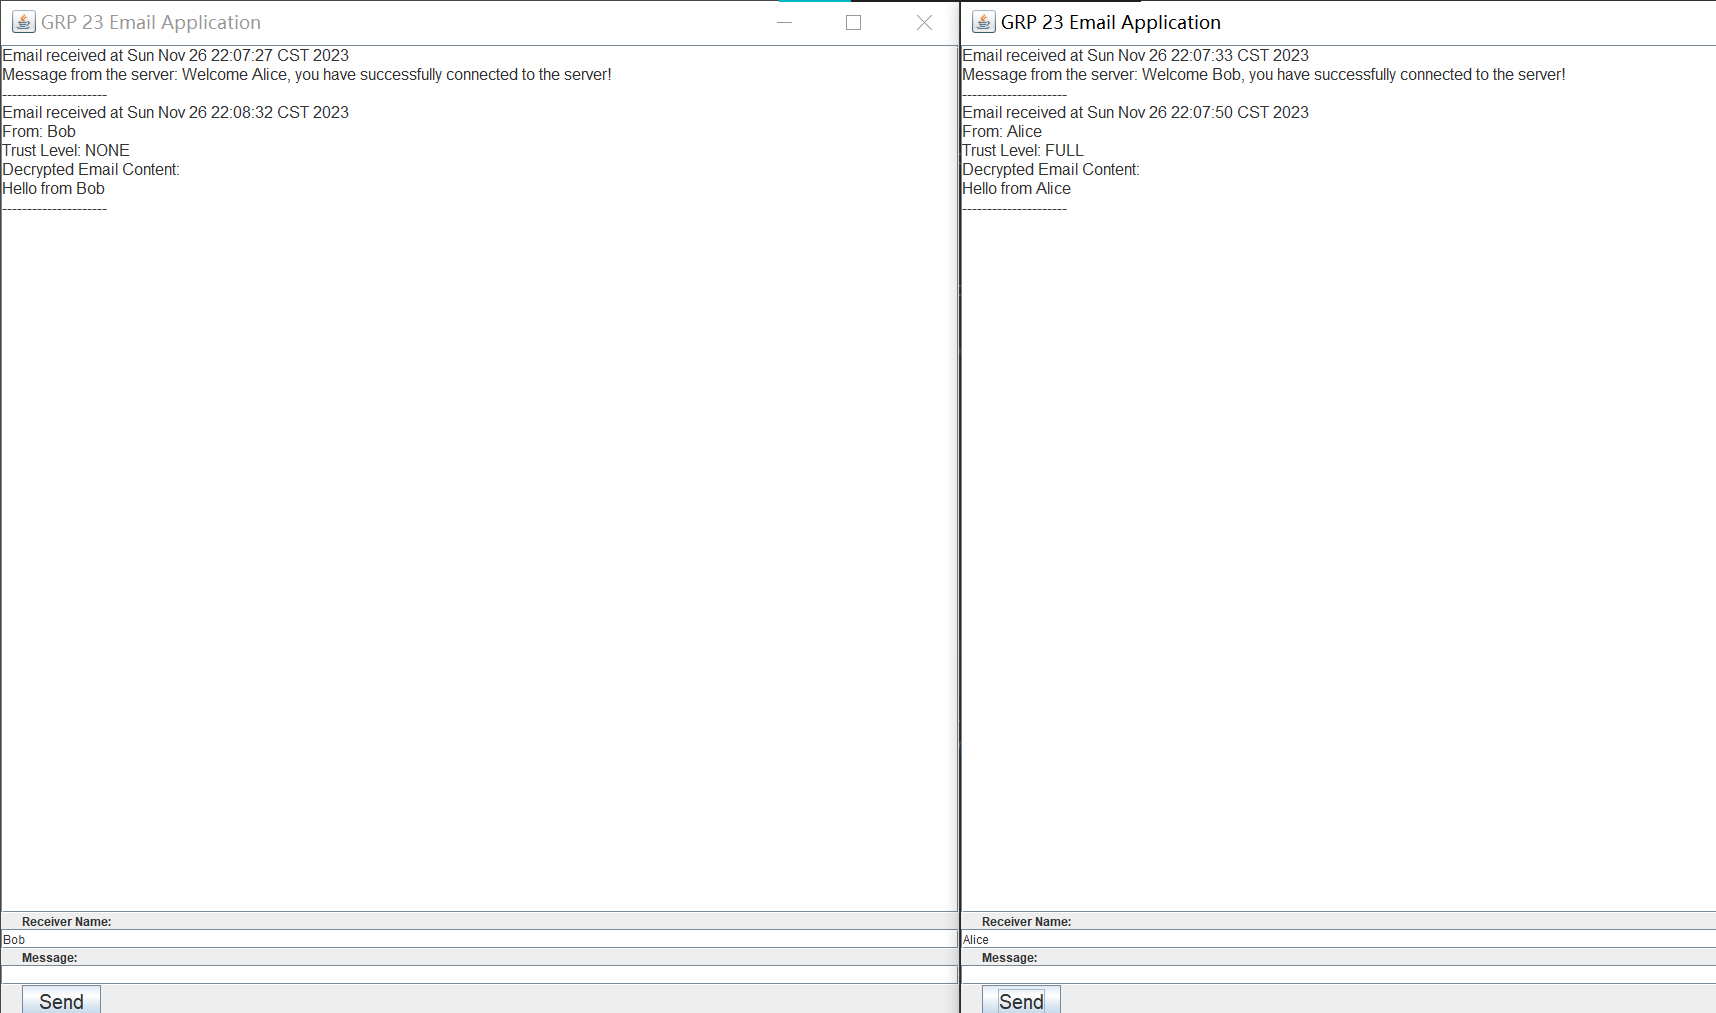 GRP 23 Email Application
Email received at Sun Nov 26 22:07:27 CST 2023
Message from the server: Welcome Alice, you have successfully connected to the server!
---------------------
Email received at Sun Nov 26 22:08:32 CST 2023
From: Bob
Trust Level: NONE
Decrypted Email Content:
Hello from Bob
---------------------
Receiver Name:
Bob
Message:
Send
GRP 23 Email Application
Email received at Sun Nov 26 22:07:33 CST 2023
Message from the server: Welcome Bob, you have successfully connected to the server!
---------------------
Email received at Sun Nov 26 22:07:50 CST 2023
From: Alice
Trust Level: FULL
Decrypted Email Content:
Hello from Alice
---------------------
Receiver Name:
Alice
Message:
Send